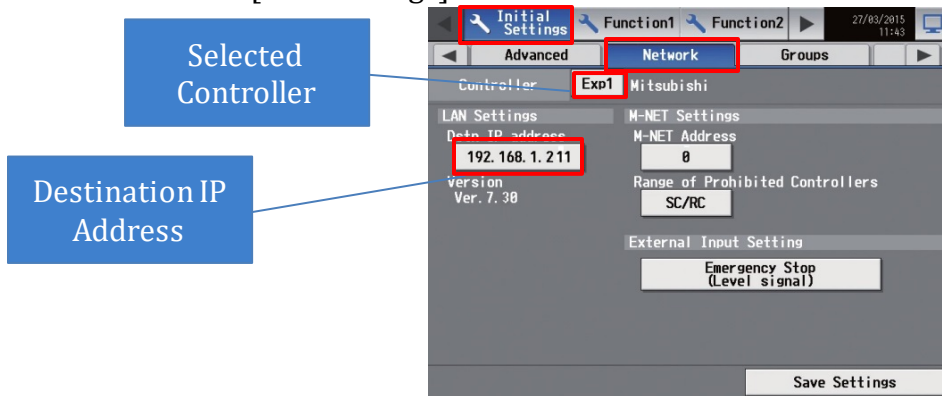 Selected
Controller
Destination IP
Address
Initial
Settings
Function1
Function2
27/03/2015
11:43
Advanced
Network
Groups
Controller
Exp1
Mitsubishi
LAN Settings
M-NET Settings
Dstn IP address
M-NET Address
192.168.1.211
0
Version
Ver.7.30
Range of Prohibited Controllers
SC/RC
External Input Setting
Emergency Stop
(Level signal)
Save Settings